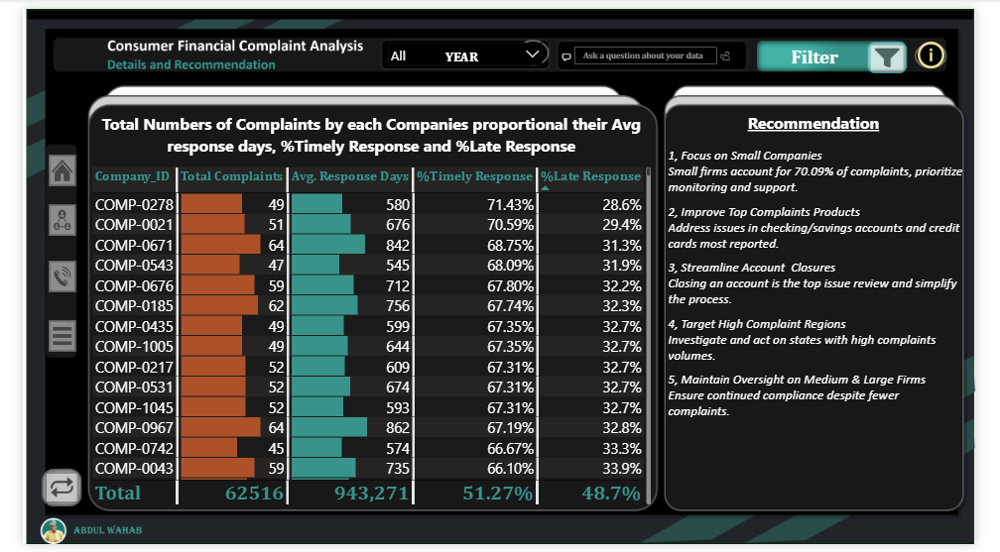 Consumer Financial Complaint Analysis
Details and Recommendation
All YEAR
Ask a question about your data
Filter
Total Numbers of Complaints by each Companies proportional their Avg
response days, %Timely Response and %Late Response
Company_ID Total Complaints Avg. Response Days %Timely Response %Late Response
COMP-0278 49 580 71.43% 28.6%
COMP-0021 51 676 70.59% 29.4%
COMP-0671 64 842 68.75% 31.3%
COMP-0543 47 545 68.09% 31.9%
COMP-0676 59 712 67.80% 32.2%
COMP-0185 62 756 67.74% 32.3%
COMP-0435 49 599 67.35% 32.7%
COMP-1005 49 644 67.35% 32.7%
COMP-0217 52 609 67.31% 32.7%
COMP-0531 52 674 67.31% 32.7%
COMP-1045 52 593 67.31% 32.7%
COMP-0967 64 862 67.19% 32.8%
COMP-0742 45 574 66.67% 33.3%
COMP-0043 59 735 66.10% 33.9%
Total 62516 943,271 51.27% 48.7%
Recommendation
1, Focus on Small Companies
Small firms account for 70.09% of complaints, prioritize
monitoring and support.
2, Improve Top Complaints Products
Address issues in checking/savings accounts and credit
cards most reported.
3, Streamline Account  Closures
Closing an account is the top issue review and simplify
the process.
4, Target High Complaint Regions
Investigate and act on states with high complaints
volumes.
5, Maintain Oversight on Medium & Large Firms
Ensure continued compliance despite fewer
complaints.
ABDUL WAHAB